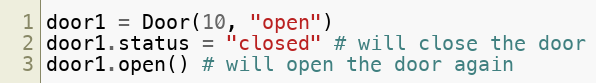 1 door1 = Door(10, "open")
2 door1.status = "closed" # will close the door
3 door1.open() # will open the door again